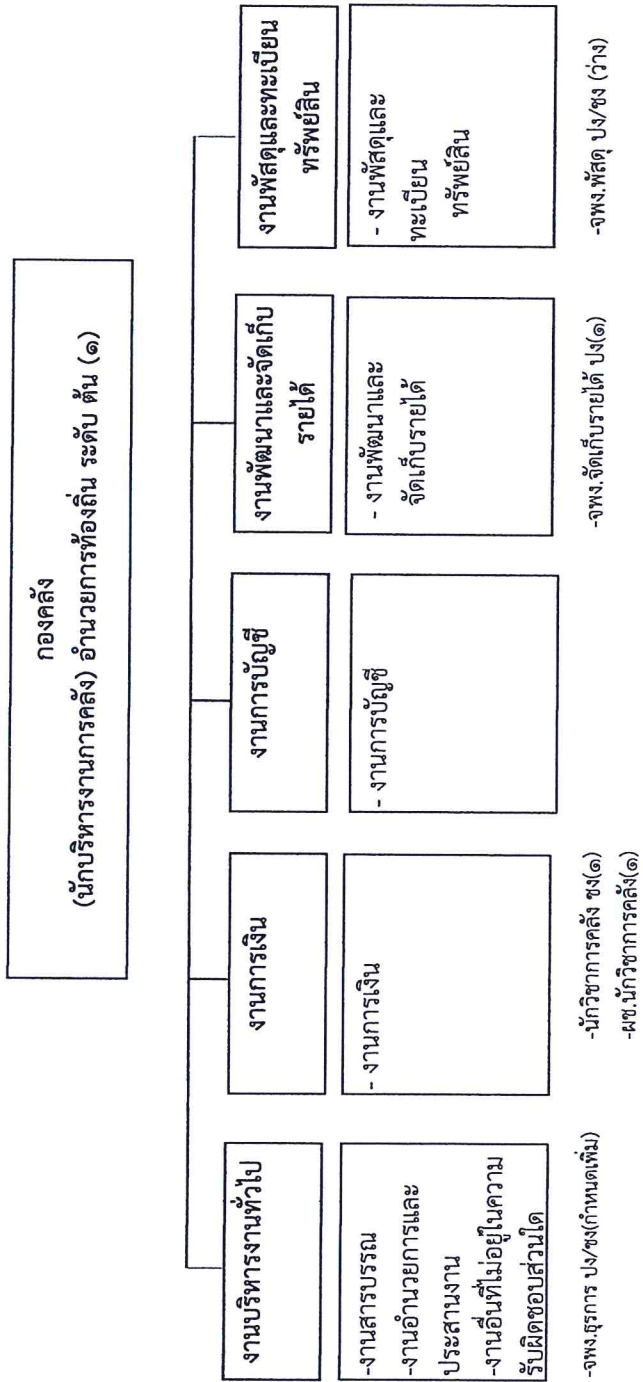 กองคลัง
(นักบริหารงานการคลัง) อำนวยการท้องถิ่น ระดับ ต้น (๑)
งานบริหารงานทั่วไป
-งานสารบรรณ
-งานอำนวยการและ
ประสานงาน
-งานอื่นที่ไม่อยู่ในความ
รับผิดชอบส่วนใด
-จพง.ธุรการ ปง/ชง(กำหนดเพิ่ม)
งานการเงิน
- งานการเงิน
-นักวิชาการคลัง ชง(๑)
-ผช.นักวิชาการคลัง(๑)
งานการบัญชี
- งานการบัญชี
งานพัฒนาและจัดเก็บ
รายได้
- งานพัฒนาและ
จัดเก็บรายได้
-จพง.จัดเก็บรายได้ ปง(๑)
งานพัสดุและทะเบียน
ทรัพย์สิน
- งานพัสดุและ
ทะเบียน
ทรัพย์สิน
-จพง.พัสดุ ปง/ชง (ว่าง)